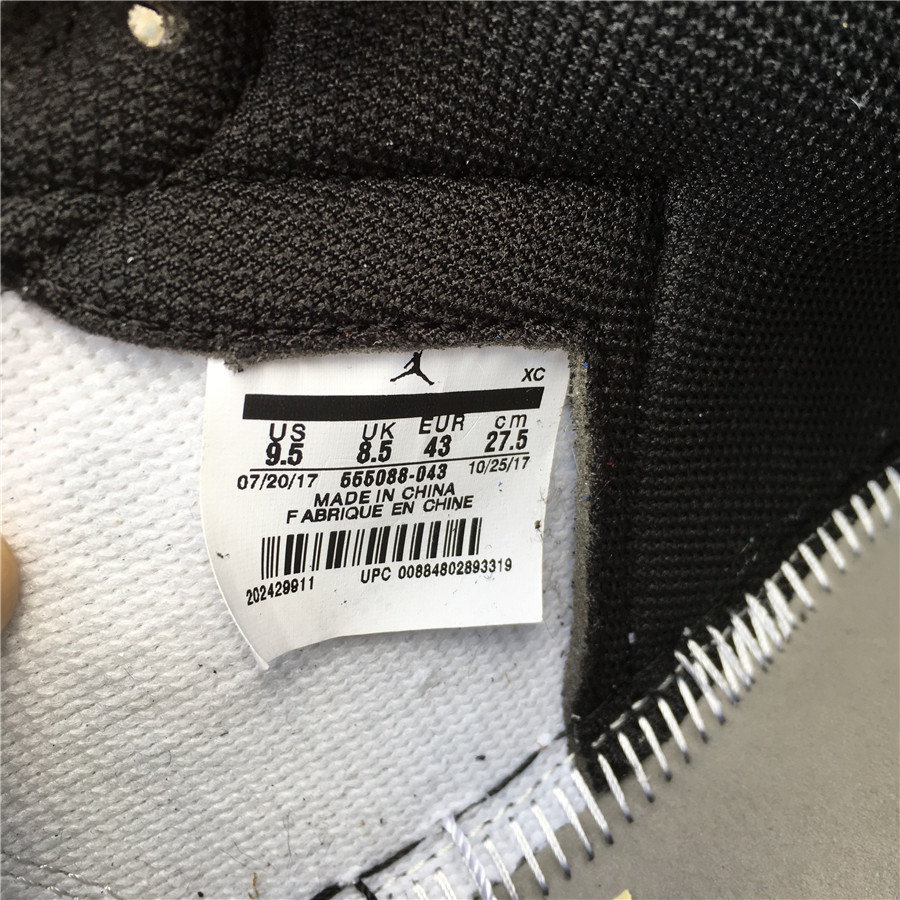 XC
US UK EUR cm
9.5 8.5 43 27.5
07/20/17 555088-043 10/25/17
MADE IN CHINA
FABRIQUE EN CHINE
202429911 UPC 00884802893319